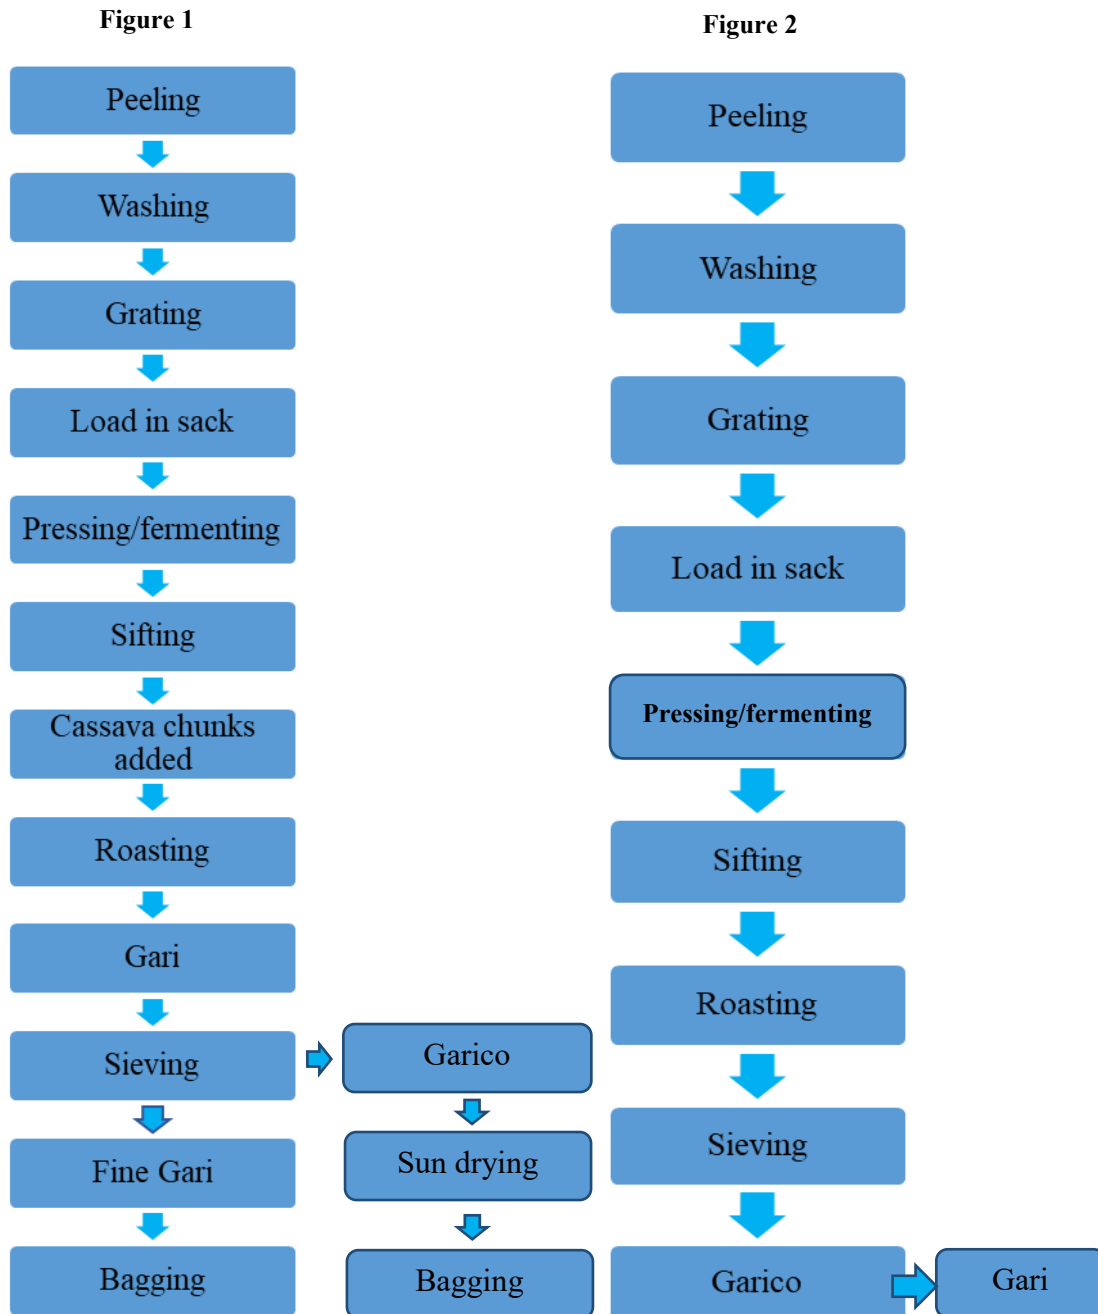 Figure 1
Peeling
Washing
Grating
Load in sack
Pressing/fermenting
Sifting
Cassava chunks
added
Roasting
Gari
Sieving
Fine Gari
Bagging
Garico
Sun drying
Bagging
Figure 2
Peeling
Washing
Grating
Load in sack
Pressing/fermenting
Sifting
Roasting
Sieving
Garico
Gari